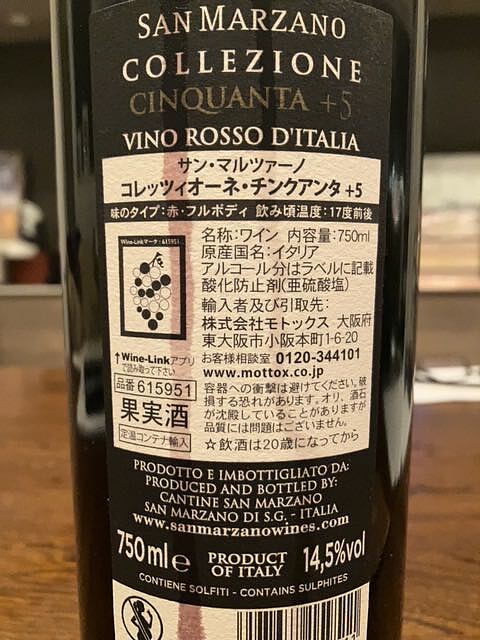 SAN MARZANO
COLLEZIONE
CINQUANTA +5
VINO ROSSO D'ITALIA
サン・マルツァーノ
コレッツィオーネ・チンクアンタ +5
味のタイプ：赤・フルボディ 飲み頃温度：17度前後
Wine-Linkマーク：615951
↑Wine-Linkアプリ
で読み取って下さい
品番 615951
果実酒
定温コンテナ輸入
名称：ワイン 内容量：750ml
原産国名：イタリア
アルコール分はラベルに記載
酸化防止剤(亜硫酸塩)
輸入者及び引取先：
株式会社モトックス 大阪府
東大阪市小阪本町1-6-20
お客様相談室 0120-344101
www.mottox.co.jp
容器への衝撃は避けてください。破
損する恐れがあります。オリ、酒石
が沈殿していることがありますが
品質には問題はございません。
☆飲酒は20歳になってから
PRODOTTO E IMBOTTIGLIATO DA:
PRODUCED AND BOTTLED BY:
CANTINE SAN MARZANO
SAN MARZANO DI S.G. - ITALIA
www.sanmarzanowines.com
750 ml e PRODUCT OF ITALY 14,5%vol
CONTIENE SOLFITI - CONTAINS SULPHITES